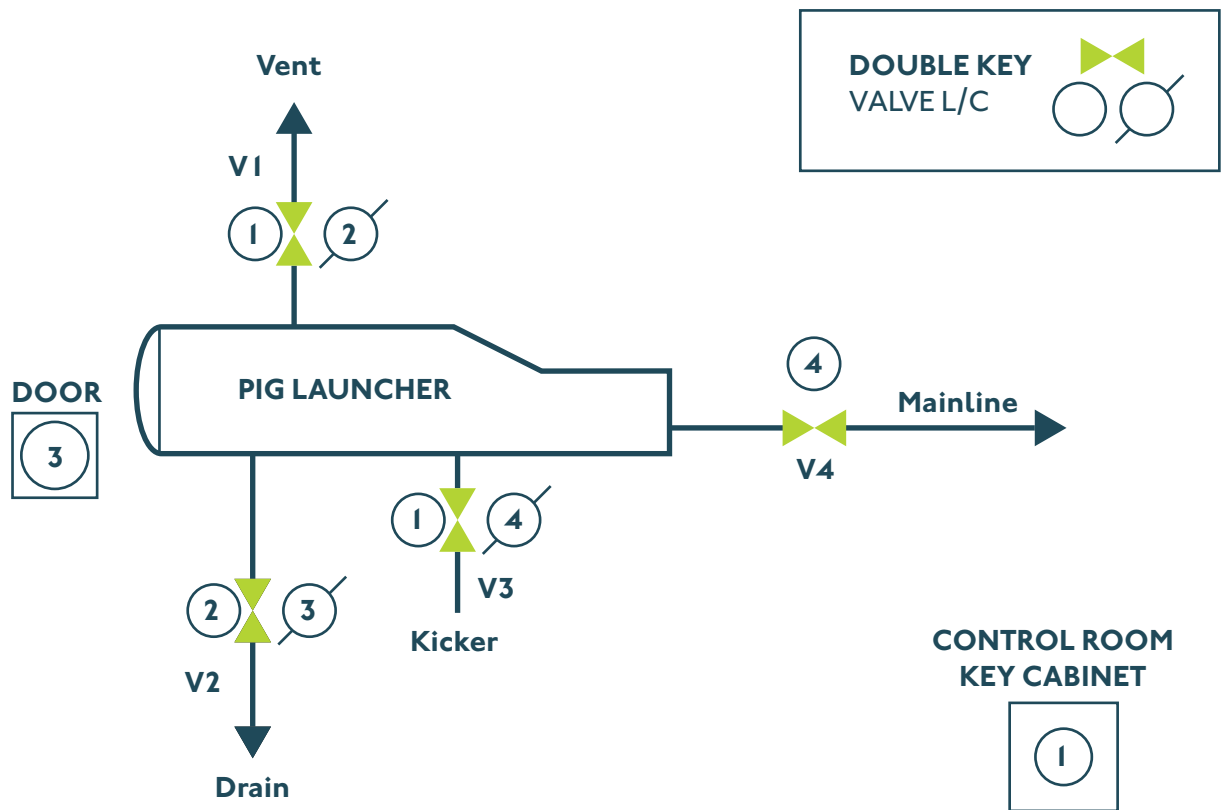 Vent
DOUBLE KEY
VALVE L/C
V1
1
2
DOOR
3
PIG LAUNCHER
4
Mainline
V4
1
4
V3
Kicker
2
3
V2
Drain
CONTROL ROOM
KEY CABINET
1